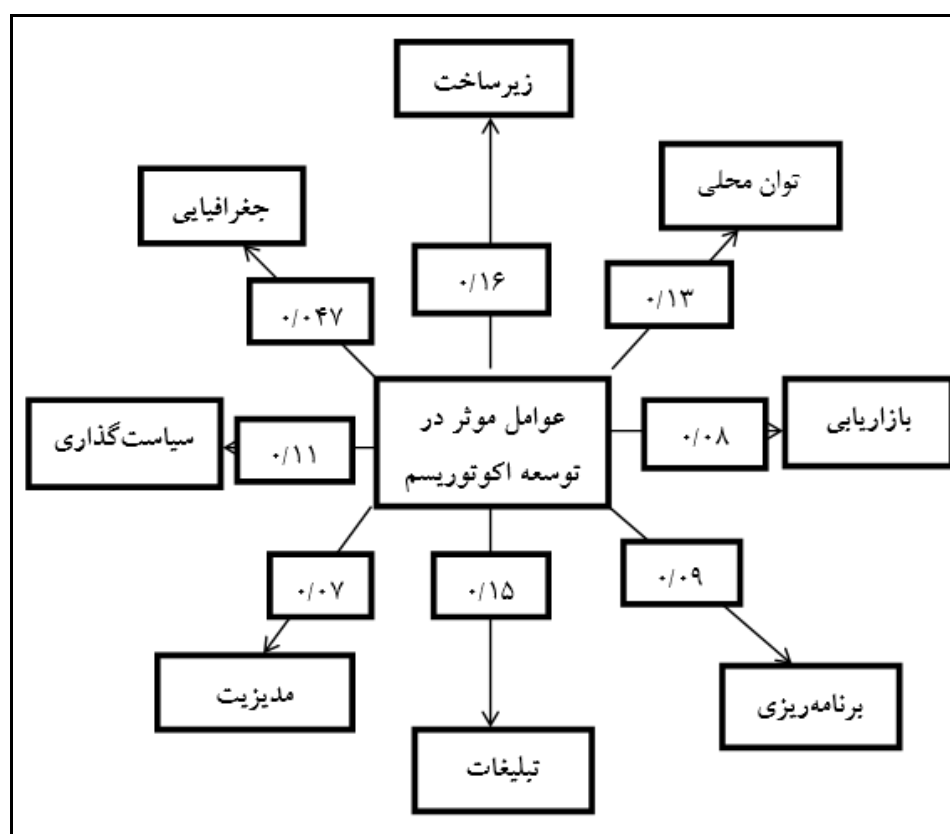 زیرساخت
توان محلی
جغرافیایی
۰/۱۶
۰/۱۳
۰/۰۴۷
عوامل موثر در
توسعه اکوتوریسم
بازاریابی
۰/۰۸
سیاست‌گذاری
۰/۱۱
۰/۰۹
۰/۱۵
۰/۰۷
برنامه‌ریزی
مدیزیت
تبلیغات